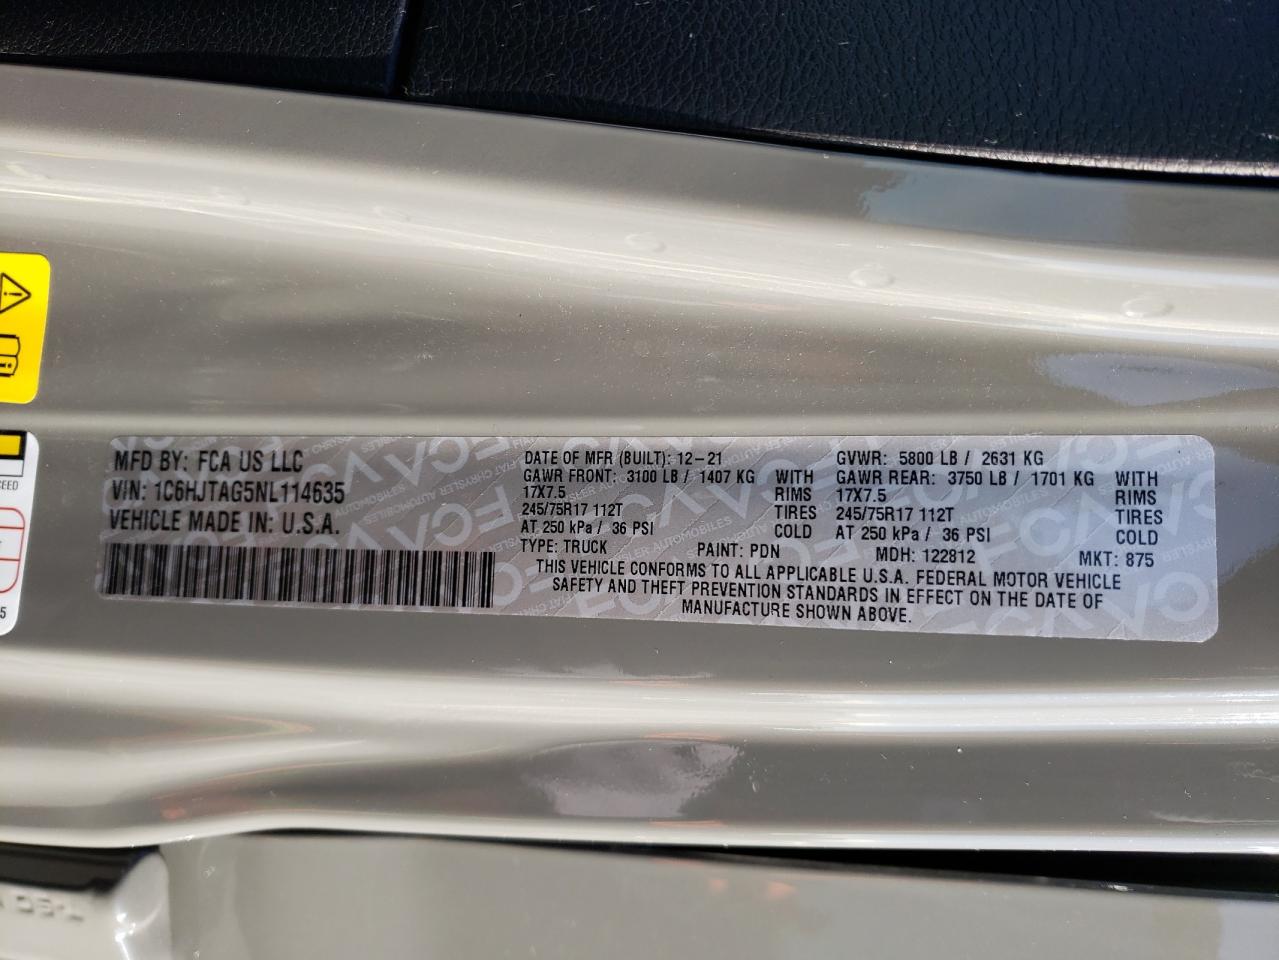 MFD BY: FCA US LLC
VIN: 1C6HJTAG5NL114635
VEHICLE MADE IN: U.S.A.
DATE OF MFR (BUILT): 12-21 GVWR: 5800 LB / 2631 KG
GAWR FRONT: 3100 LB / 1407 KG WITH GAWR REAR: 3750 LB / 1701 KG WITH
17X7.5 RIMS 17X7.5 RIMS
245/75R17 112T TIRES 245/75R17 112T TIRES
AT 250 kPa / 36 PSI COLD AT 250 kPa / 36 PSI COLD
TYPE: TRUCK PAINT: PDN MDH: 122812 MKT: 875
THIS VEHICLE CONFORMS TO ALL APPLICABLE U.S.A. FEDERAL MOTOR VEHICLE
SAFETY AND THEFT PREVENTION STANDARDS IN EFFECT ON THE DATE OF
MANUFACTURE SHOWN ABOVE.